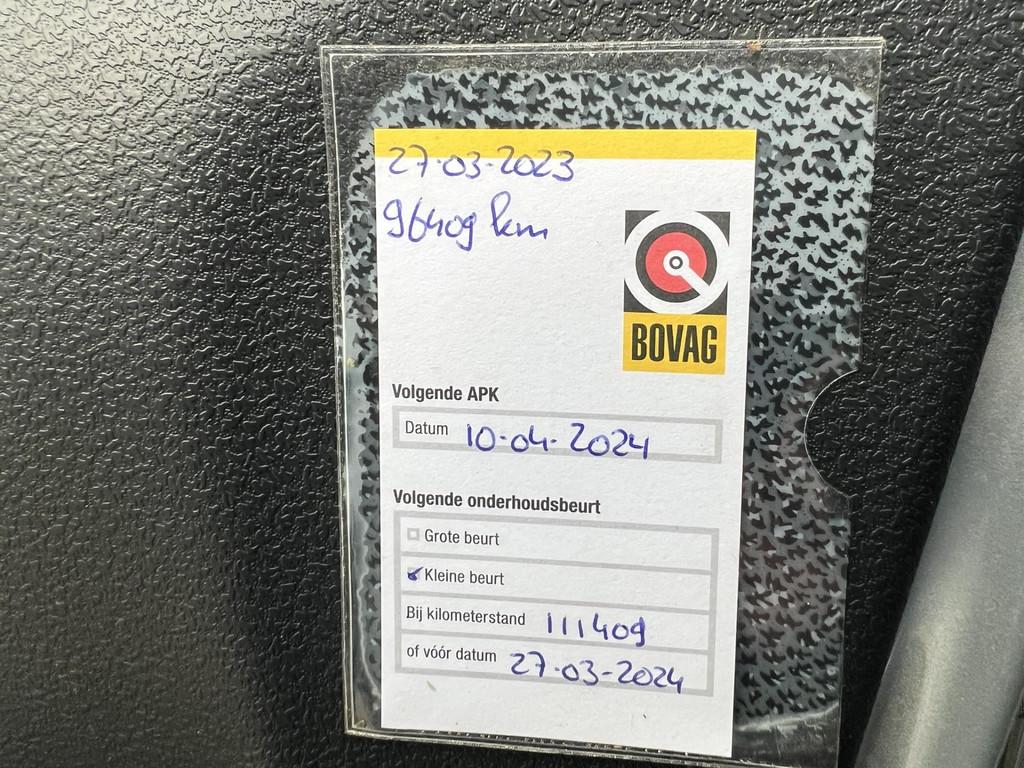 27-03-2023
96409 km
BOVAG
Volgende APK
Datum 10-04-2024
Volgende onderhoudsbeurt
Grote beurt
Kleine beurt
Bij kilometerstand 111409
of vóór datum 27-03-2024